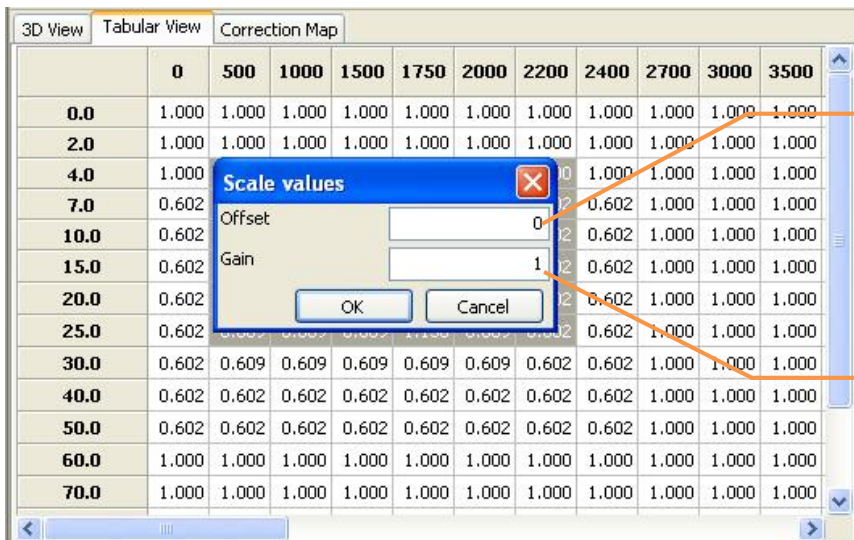 3D View Tabular View Correction Map
0 500 1000 1500 1750 2000 2200 2400 2700 3000 3500
0.0 1.000 1.000 1.000 1.000 1.000 1.000 1.000 1.000 1.000 1.000 1.000
2.0 1.000 1.000 1.000 1.000 1.000 1.000 1.000 1.000 1.000 1.000 1.000
4.0 1.000 1.000 1.000 1.000 1.000
Scale values
7.0 0.602 0.602 1.000 1.000 1.000
Offset 0
10.0 0.602 0.602 1.000 1.000 1.000
Gain 1
15.0 0.602 0.602 1.000 1.000 1.000
20.0 0.602 0.602 1.000 1.000 1.000
OK Cancel
25.0 0.602 0.602 1.000 1.000 1.000
30.0 0.602 0.609 0.609 0.609 0.609 0.609 0.602 0.602 1.000 1.000 1.000
40.0 0.602 0.602 0.602 0.602 0.602 0.602 0.602 0.602 1.000 1.000 1.000
50.0 0.602 0.602 0.602 0.602 0.602 0.602 0.602 0.602 1.000 1.000 1.000
60.0 1.000 1.000 1.000 1.000 1.000 1.000 1.000 1.000 1.000 1.000 1.000
70.0 1.000 1.000 1.000 1.000 1.000 1.000 1.000 1.000 1.000 1.000 1.000